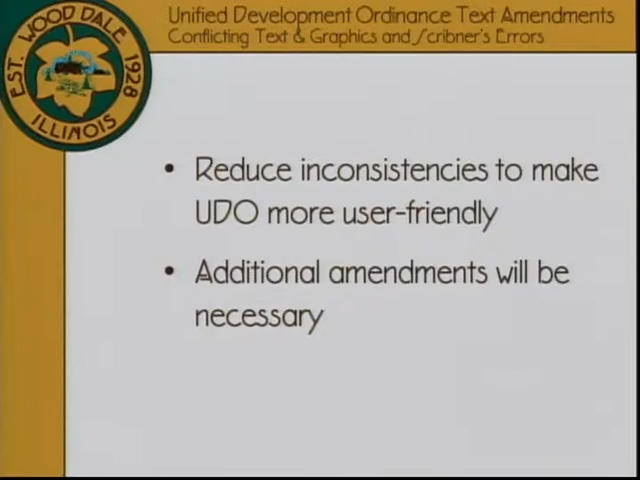 Unified Development Ordinance Text Amendments
Conflicting Text & Graphics and Scribner's Errors
EST. WOOD DALE 1928
ILLINOIS
• Reduce inconsistencies to make
UDO more user-friendly
• Additional amendments will be
necessary